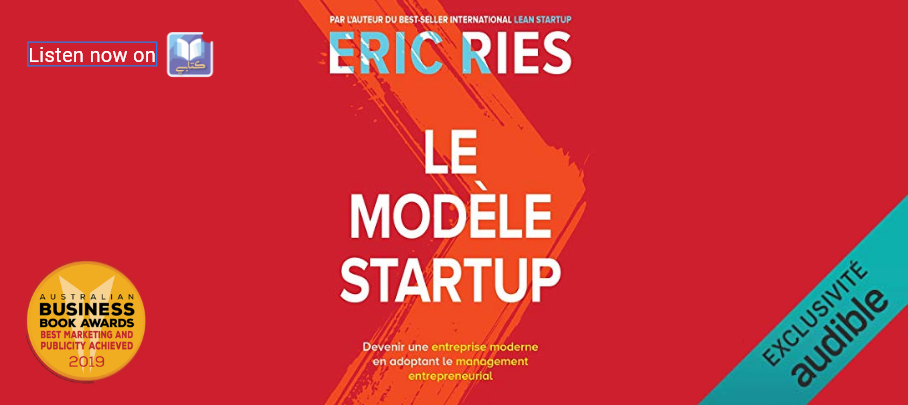 PAR L'AUTEUR DU BEST-SELLER INTERNATIONAL LEAN STARTUP
ERIC RIES
Listen now on
كتابي
LE
MODÈLE
STARTUP
AUSTRALIAN
BUSINESS
BOOK AWARDS
BEST MARKETING AND
PUBLICITY ACHIEVED
2019
Devenir une entreprise moderne
en adoptant le management
entrepreneurial
EXCLUSIVITÉ
audible